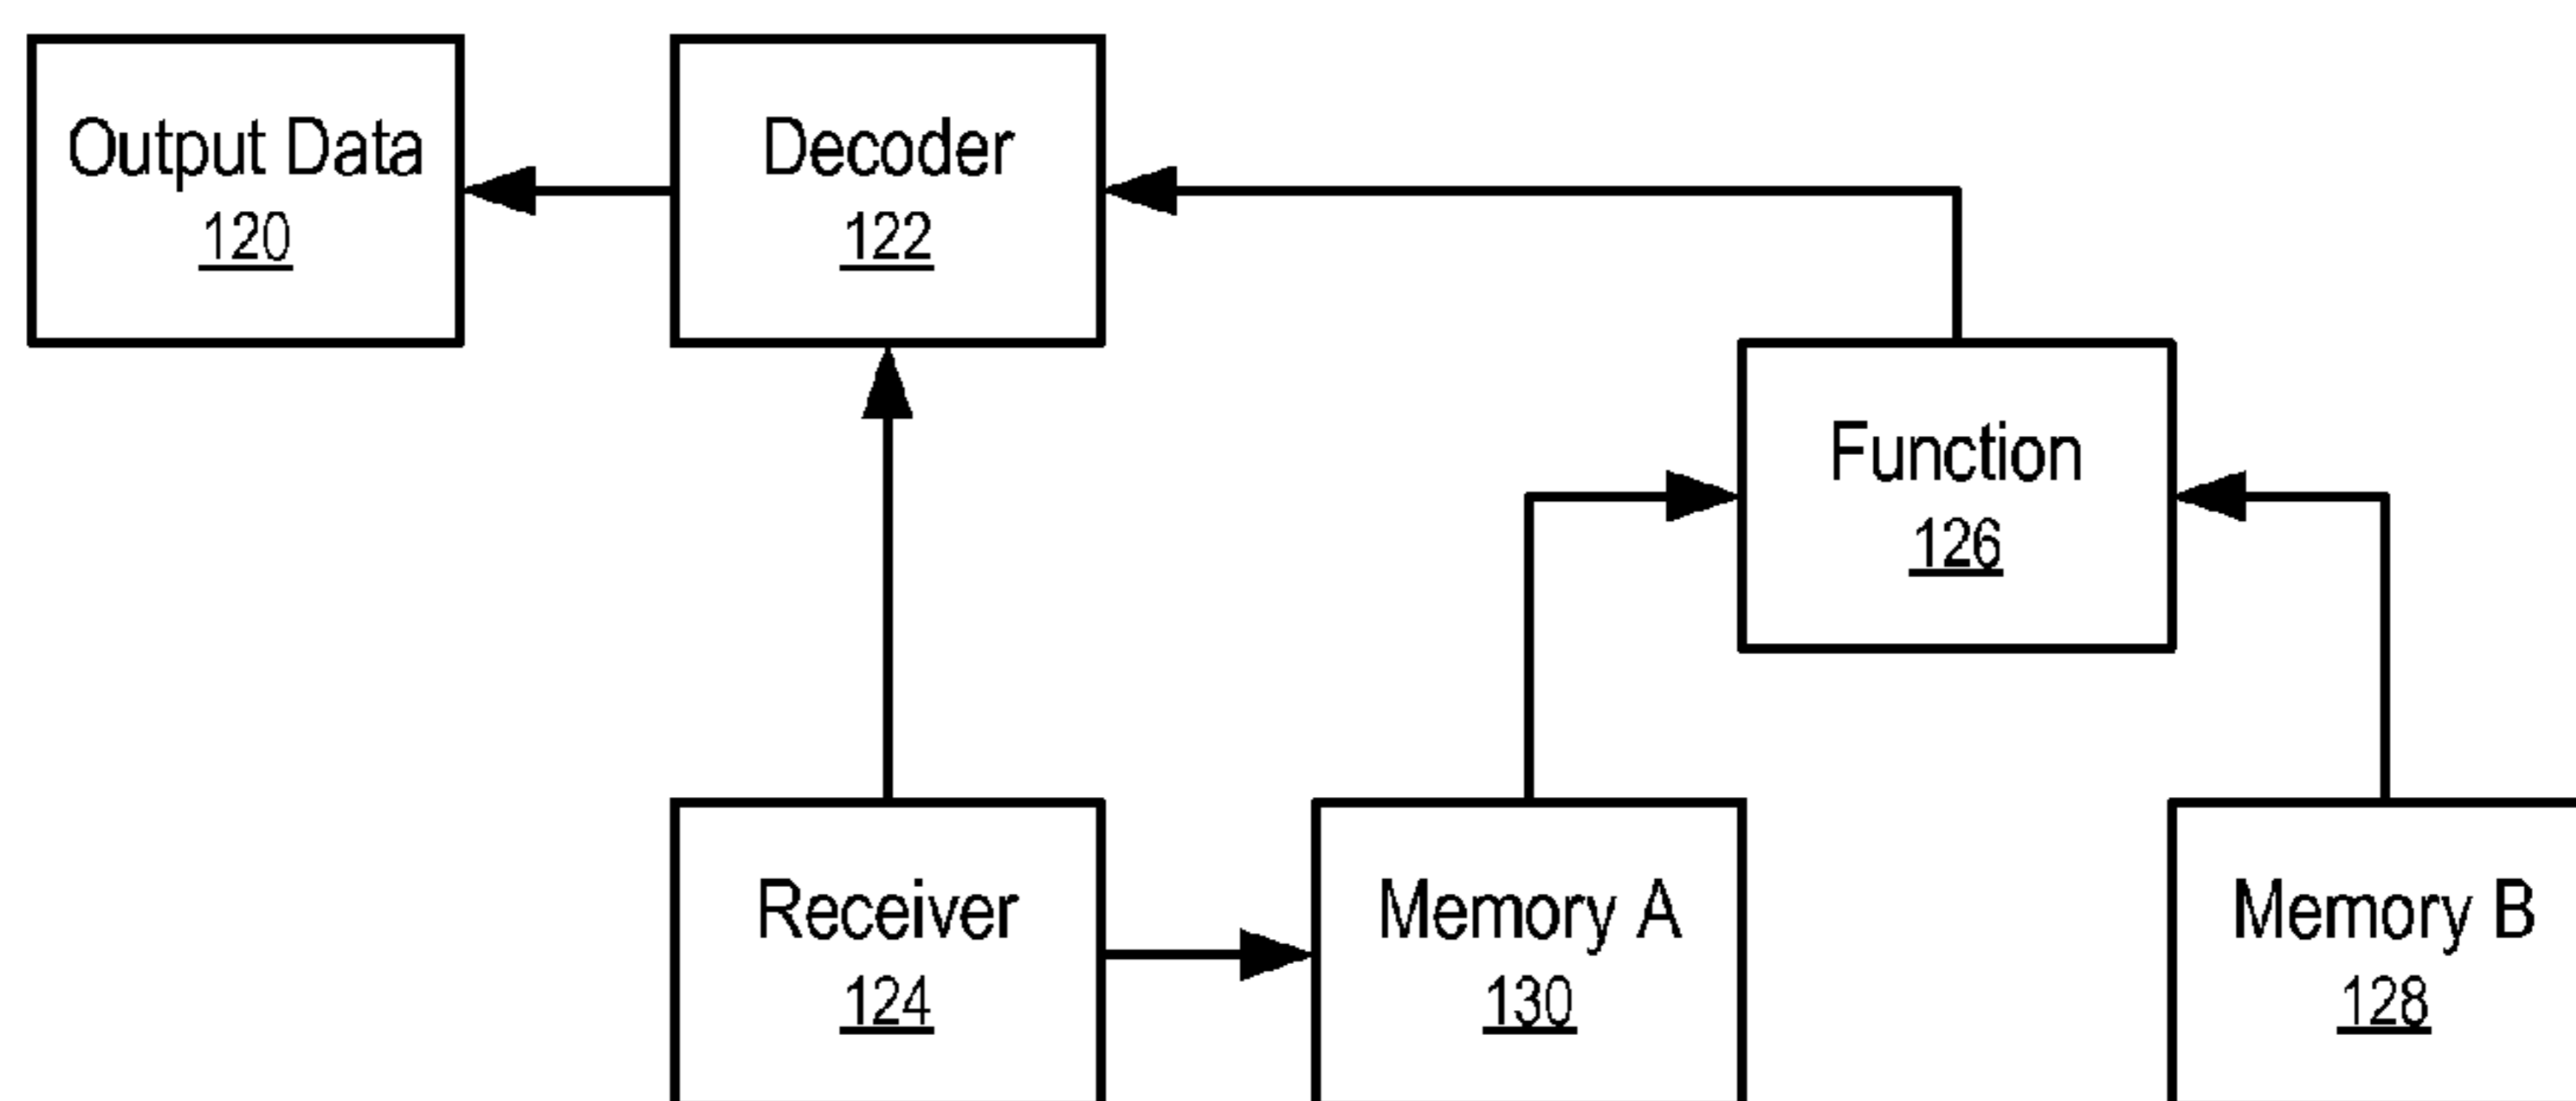 Output Data
120
Decoder
122
Function
126
Receiver
124
Memory A
130
Memory B
128